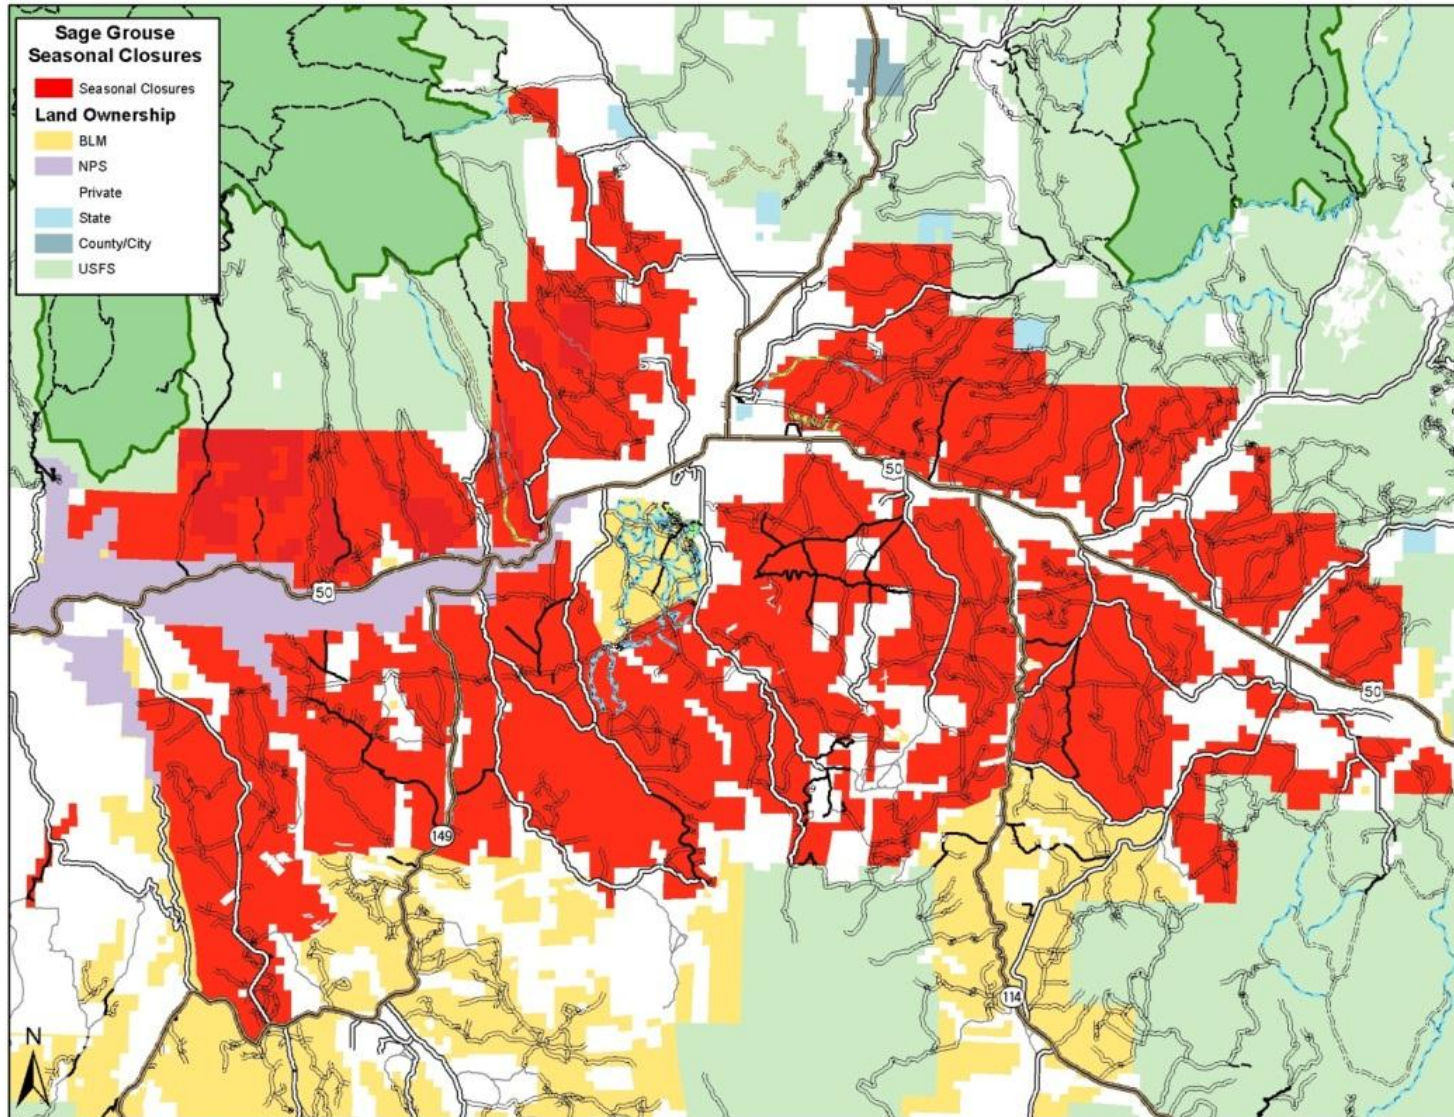 Sage Grouse
Seasonal Closures
Seasonal Closures
Land Ownership
BLM
NPS
Private
State
County/City
USFS
50
50
50
149
114
N